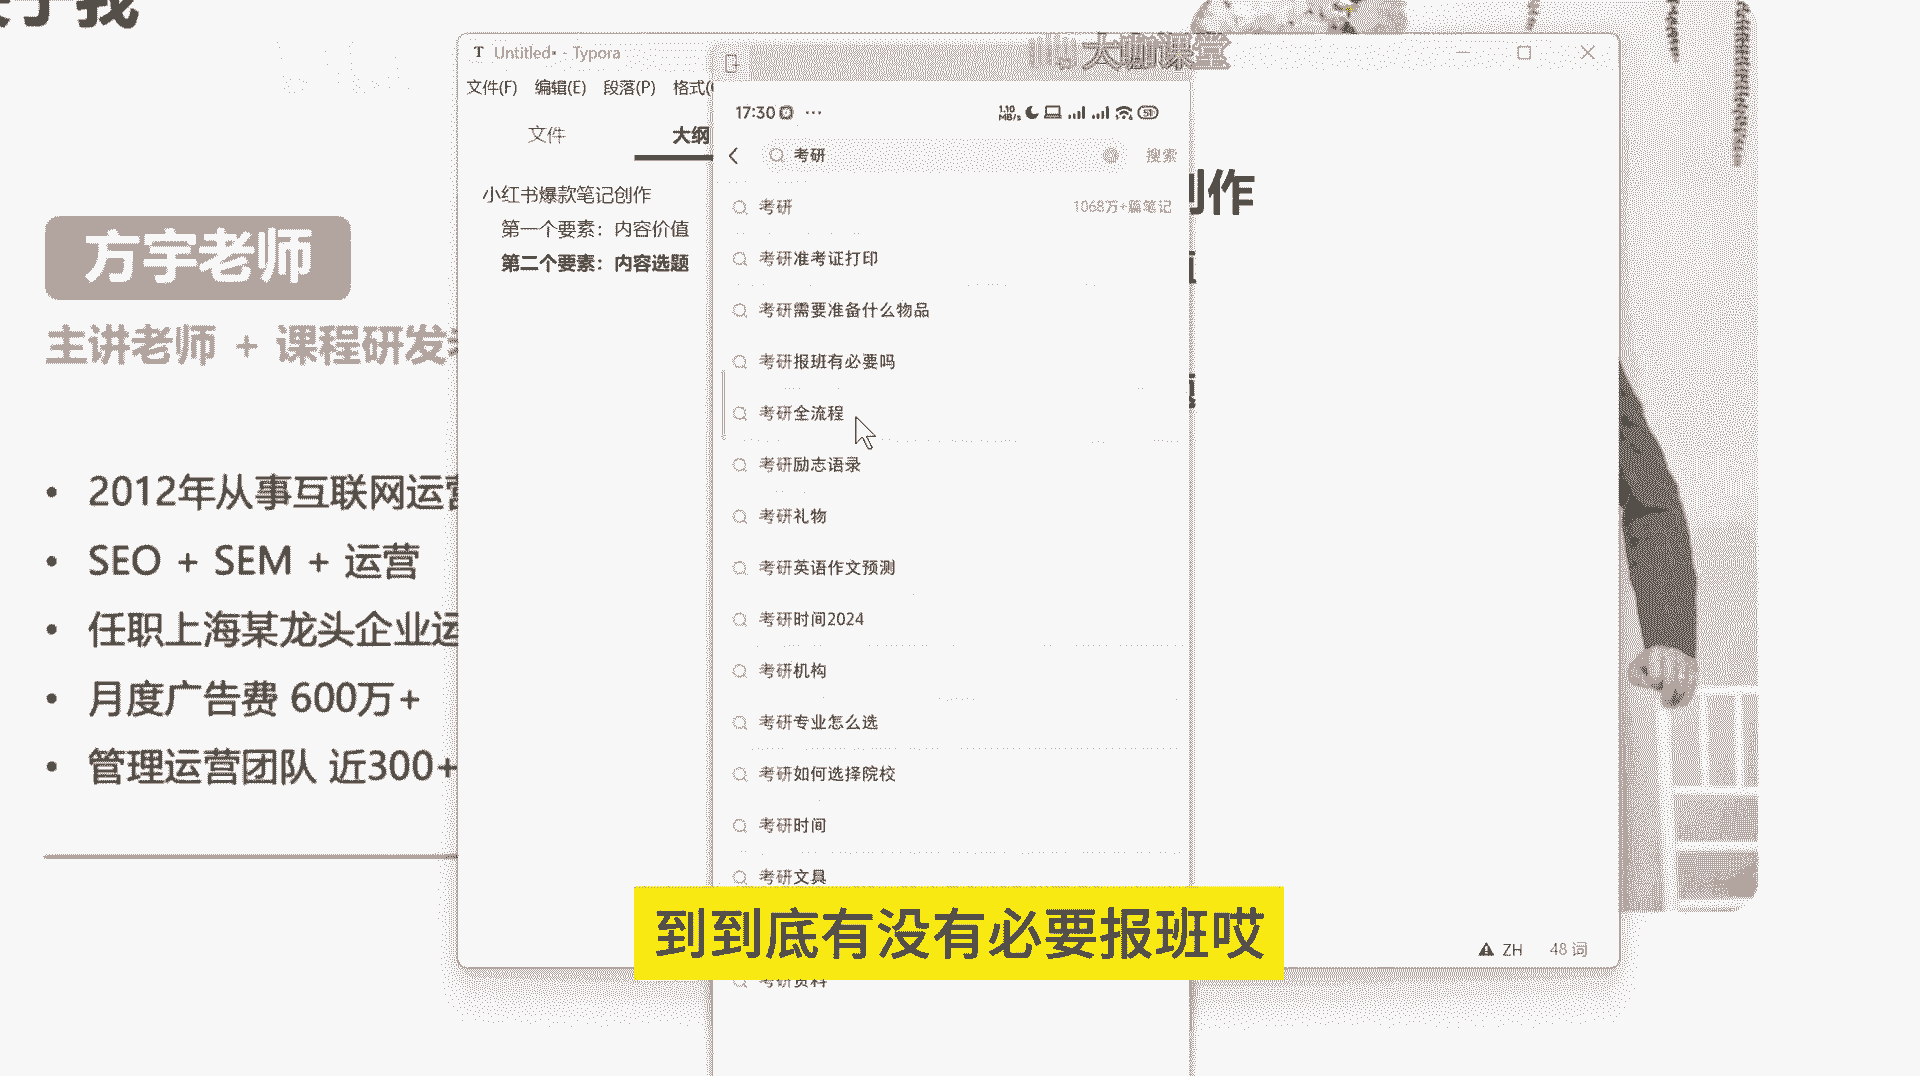 关于我
方宇老师
主讲老师 + 课程研发老
2012年从事互联网运营
SEO + SEM + 运营
任职上海某龙头企业运
月度广告费 600万+
管理运营团队 近300+
Untitled• - Typora
文件(F) 编辑(E) 段落(P) 格式(
文件 大纲
小红书爆款笔记创作
第一个要素：内容价值
第二个要素：内容选题
大咖课堂
17:30
1.10 MB/s
51
考研
搜索
考研
1068万+篇笔记
考研准考证打印
考研需要准备什么物品
考研报班有必要吗
考研全流程
考研励志语录
考研礼物
考研英语作文预测
考研时间2024
考研机构
考研专业怎么选
考研如何选择院校
考研时间
考研文具
考研资料
创作
到到底有没有必要报班哎
ZH 48 词